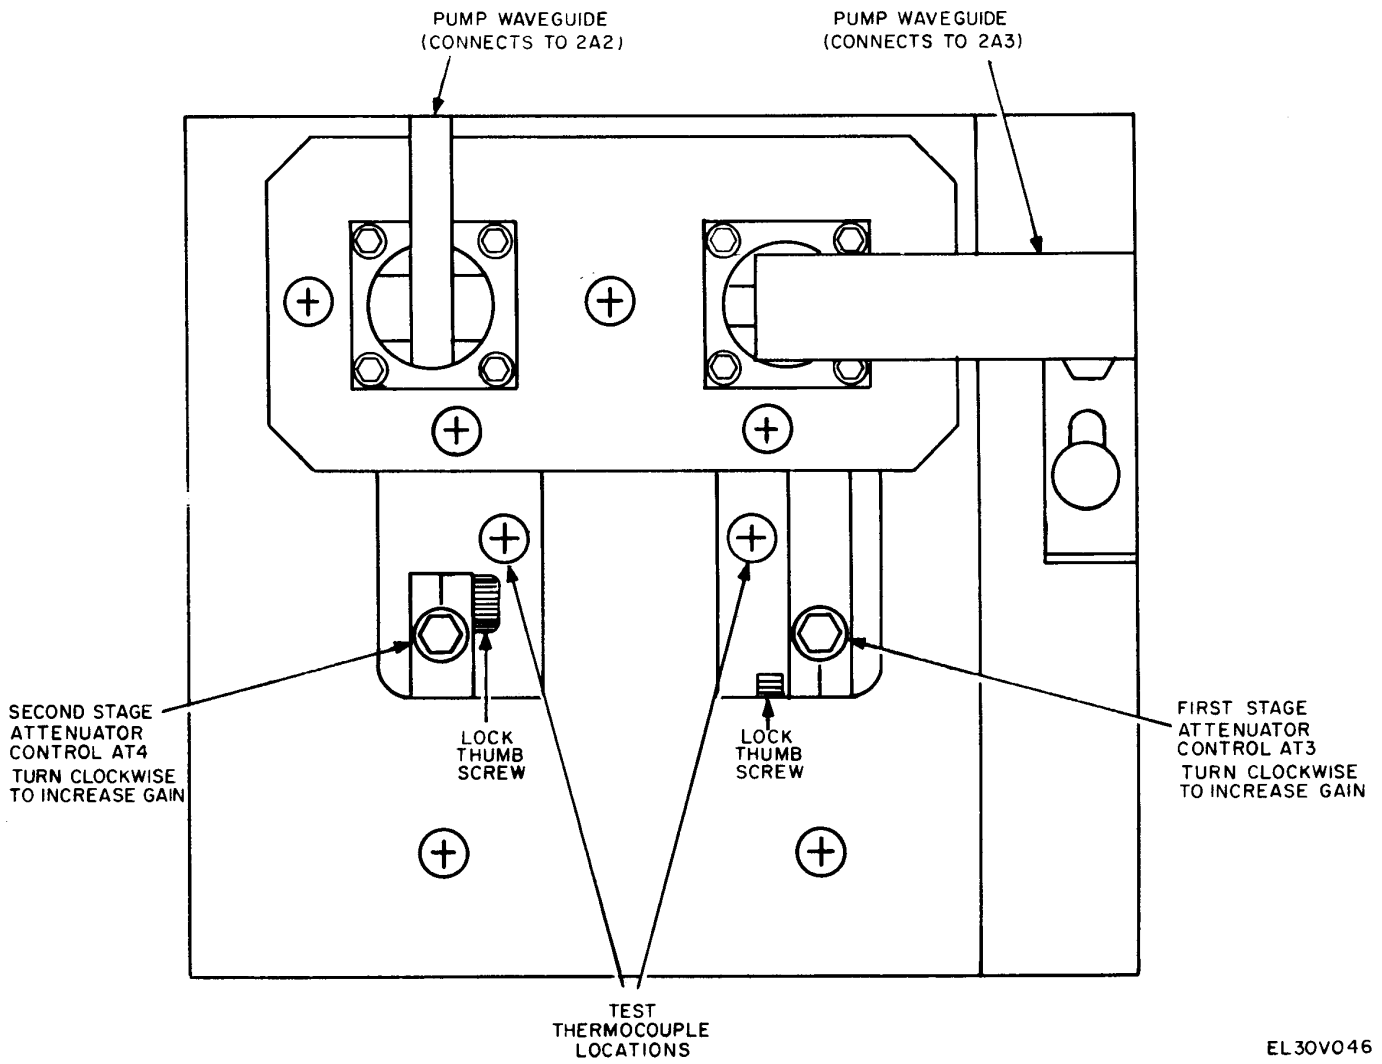 PUMP WAVEGUIDE
(CONNECTS TO 2A2)
PUMP WAVEGUIDE
(CONNECTS TO 2A3)
SECOND STAGE
ATTENUATOR
CONTROL AT4
TURN CLOCKWISE
TO INCREASE GAIN
LOCK
THUMB
SCREW
LOCK
THUMB
SCREW
FIRST STAGE
ATTENUATOR
CONTROL AT3
TURN CLOCKWISE
TO INCREASE GAIN
TEST
THERMOCOUPLE
LOCATIONS
EL30VO46